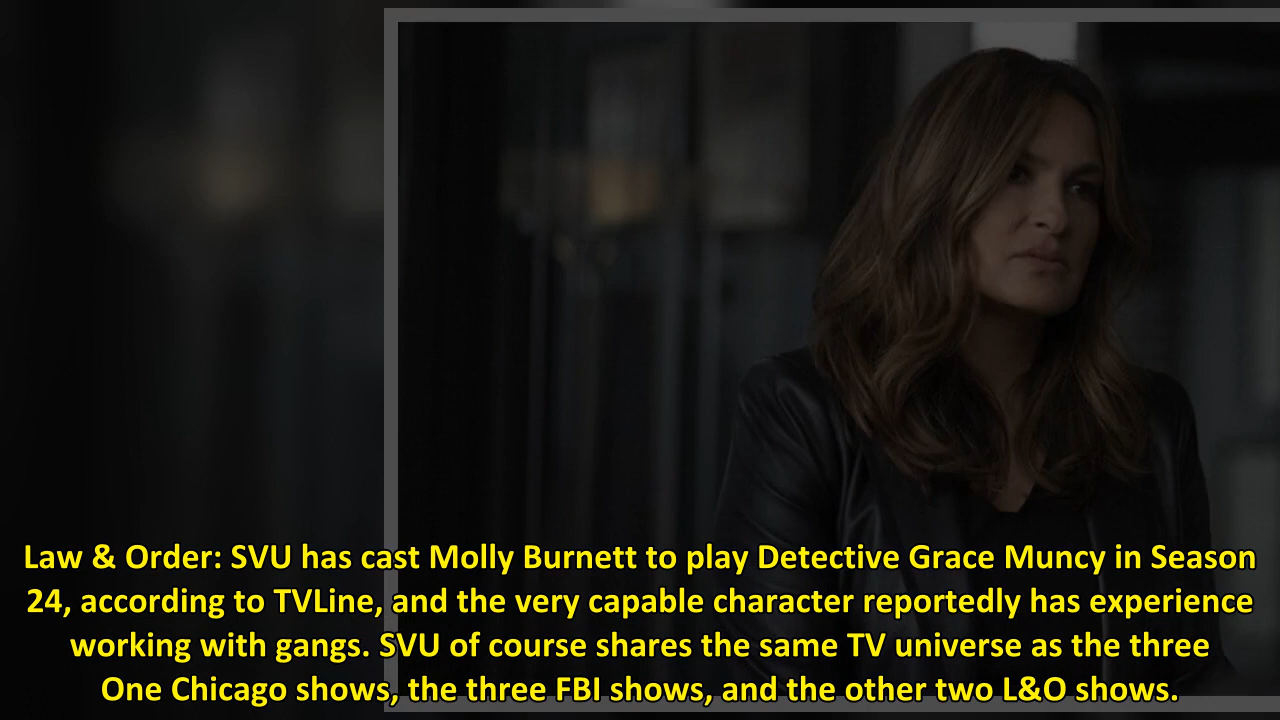 Law & Order: SVU has cast Molly Burnett to play Detective Grace Muncy in Season
24, according to TVLine, and the very capable character reportedly has experience
working with gangs. SVU of course shares the same TV universe as the three
One Chicago shows, the three FBI shows, and the other two L&O shows.